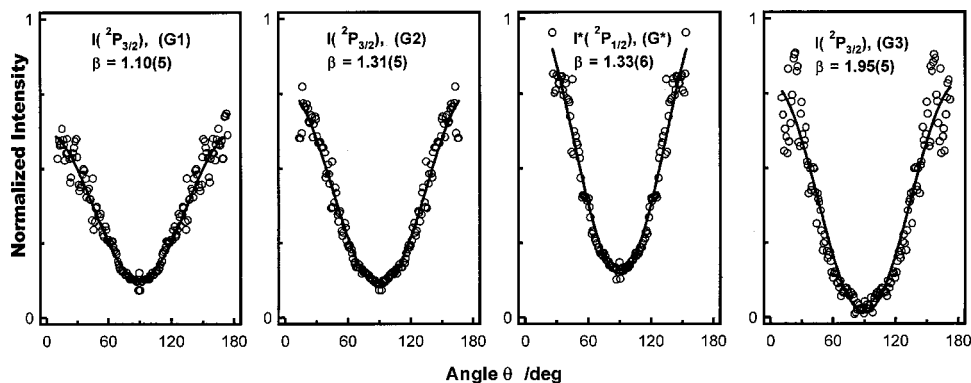 Normalized Intensity
1
0
I( ²P₃/₂), (G1)
β = 1.10(5)
0 60 120 180
1
0
I( ²P₃/₂), (G2)
β = 1.31(5)
0 60 120 180
1
0
I*( ²P₁/₂), (G*)
β = 1.33(6)
0 60 120 180
1
0
I( ²P₃/₂), (G3)
β = 1.95(5)
0 60 120 180
Angle θ /deg